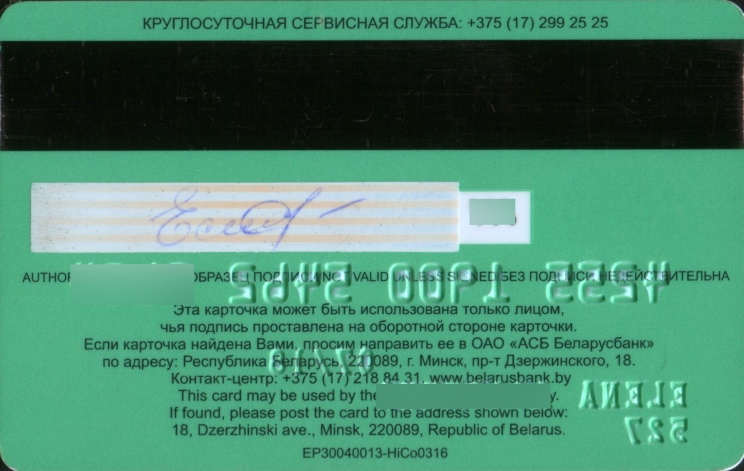 КРУГЛОСУТОЧНАЯ СЕРВИСНАЯ СЛУЖБА: +375 (17) 299 25 25
ОБРАЗЕЦ ПОДПИСИ/NOT VALID UNLESS SIGNED/БЕЗ ПОДПИСИ НЕДЕЙСТВИТЕЛЬНА
Эта карточка может быть использована только лицом,
чья подпись проставлена на оборотной стороне карточки.
Если карточка найдена Вами, просим направить ее в ОАО «АСБ Беларусбанк»
по адресу: Республика Беларусь, 220089, г. Минск, пр-т Дзержинского, 18.
Контакт-центр: +375 (17) 218 84 31, www.belarusbank.by
This card may be used by the
If found, please post the card to the address shown below:
18, Dzerzhinski ave., Minsk, 220089, Republic of Belarus.
EP30040013-HiCo0316